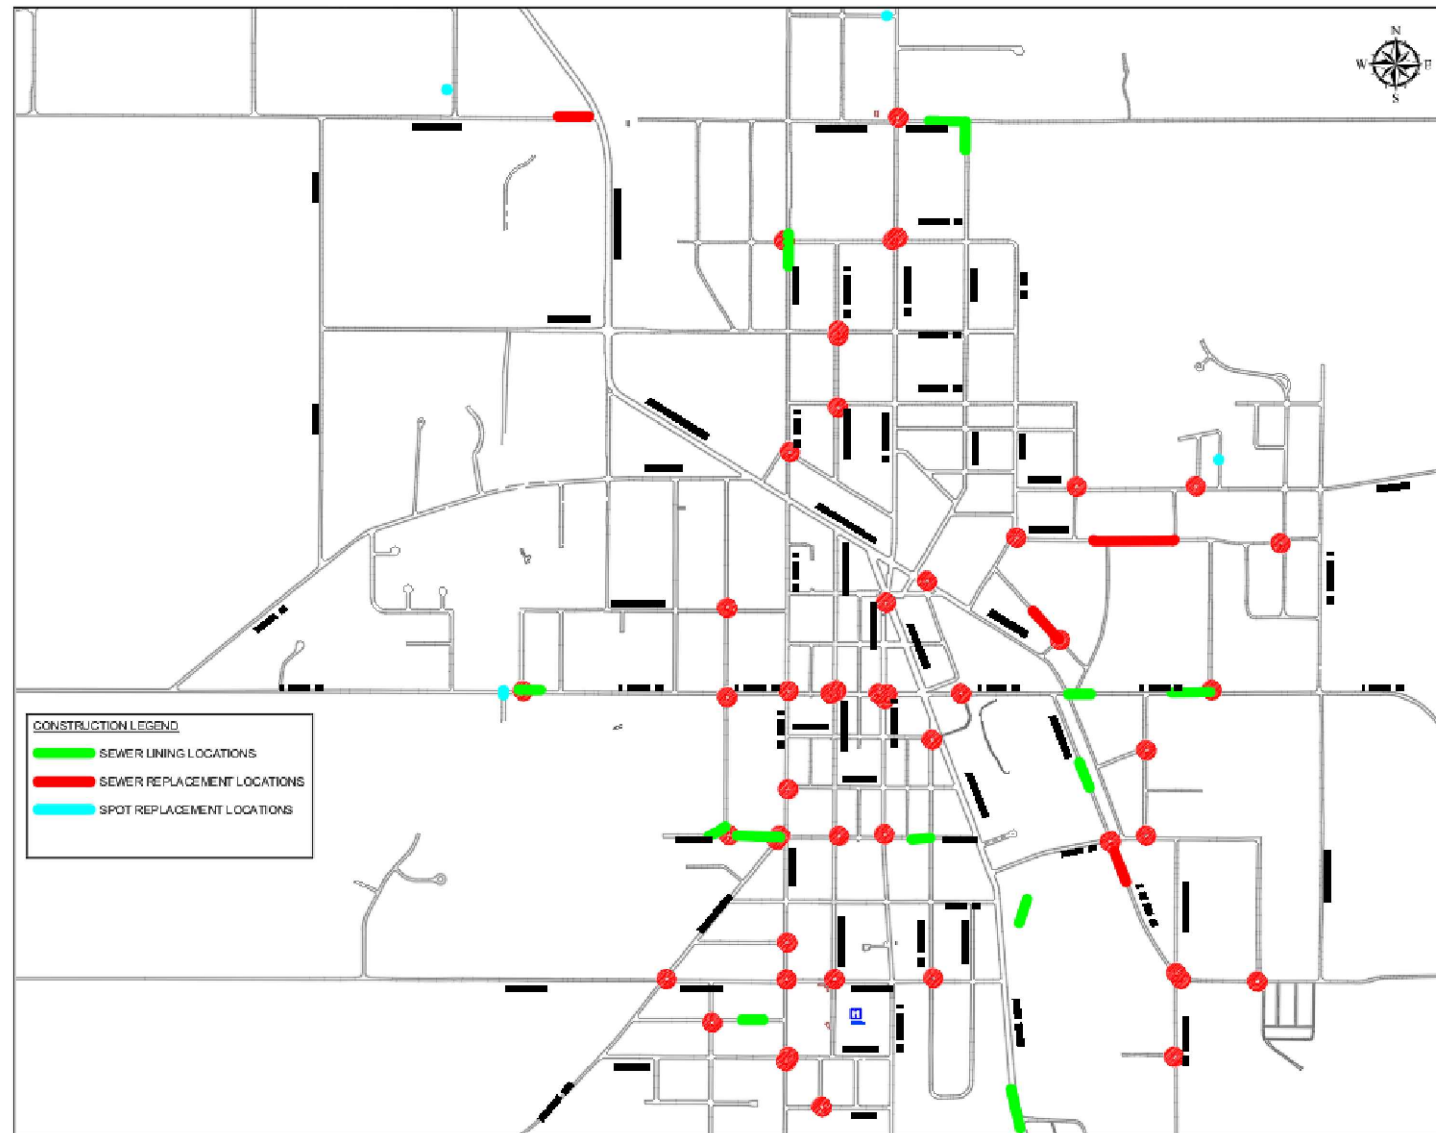 N
W E
S
CONSTRUCTION LEGEND
SEWER LINING LOCATIONS
SEWER REPLACEMENT LOCATIONS
SPOT REPLACEMENT LOCATIONS